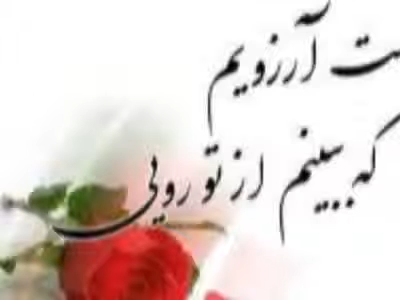 ت آرزویم
که ببینم از تو رویی